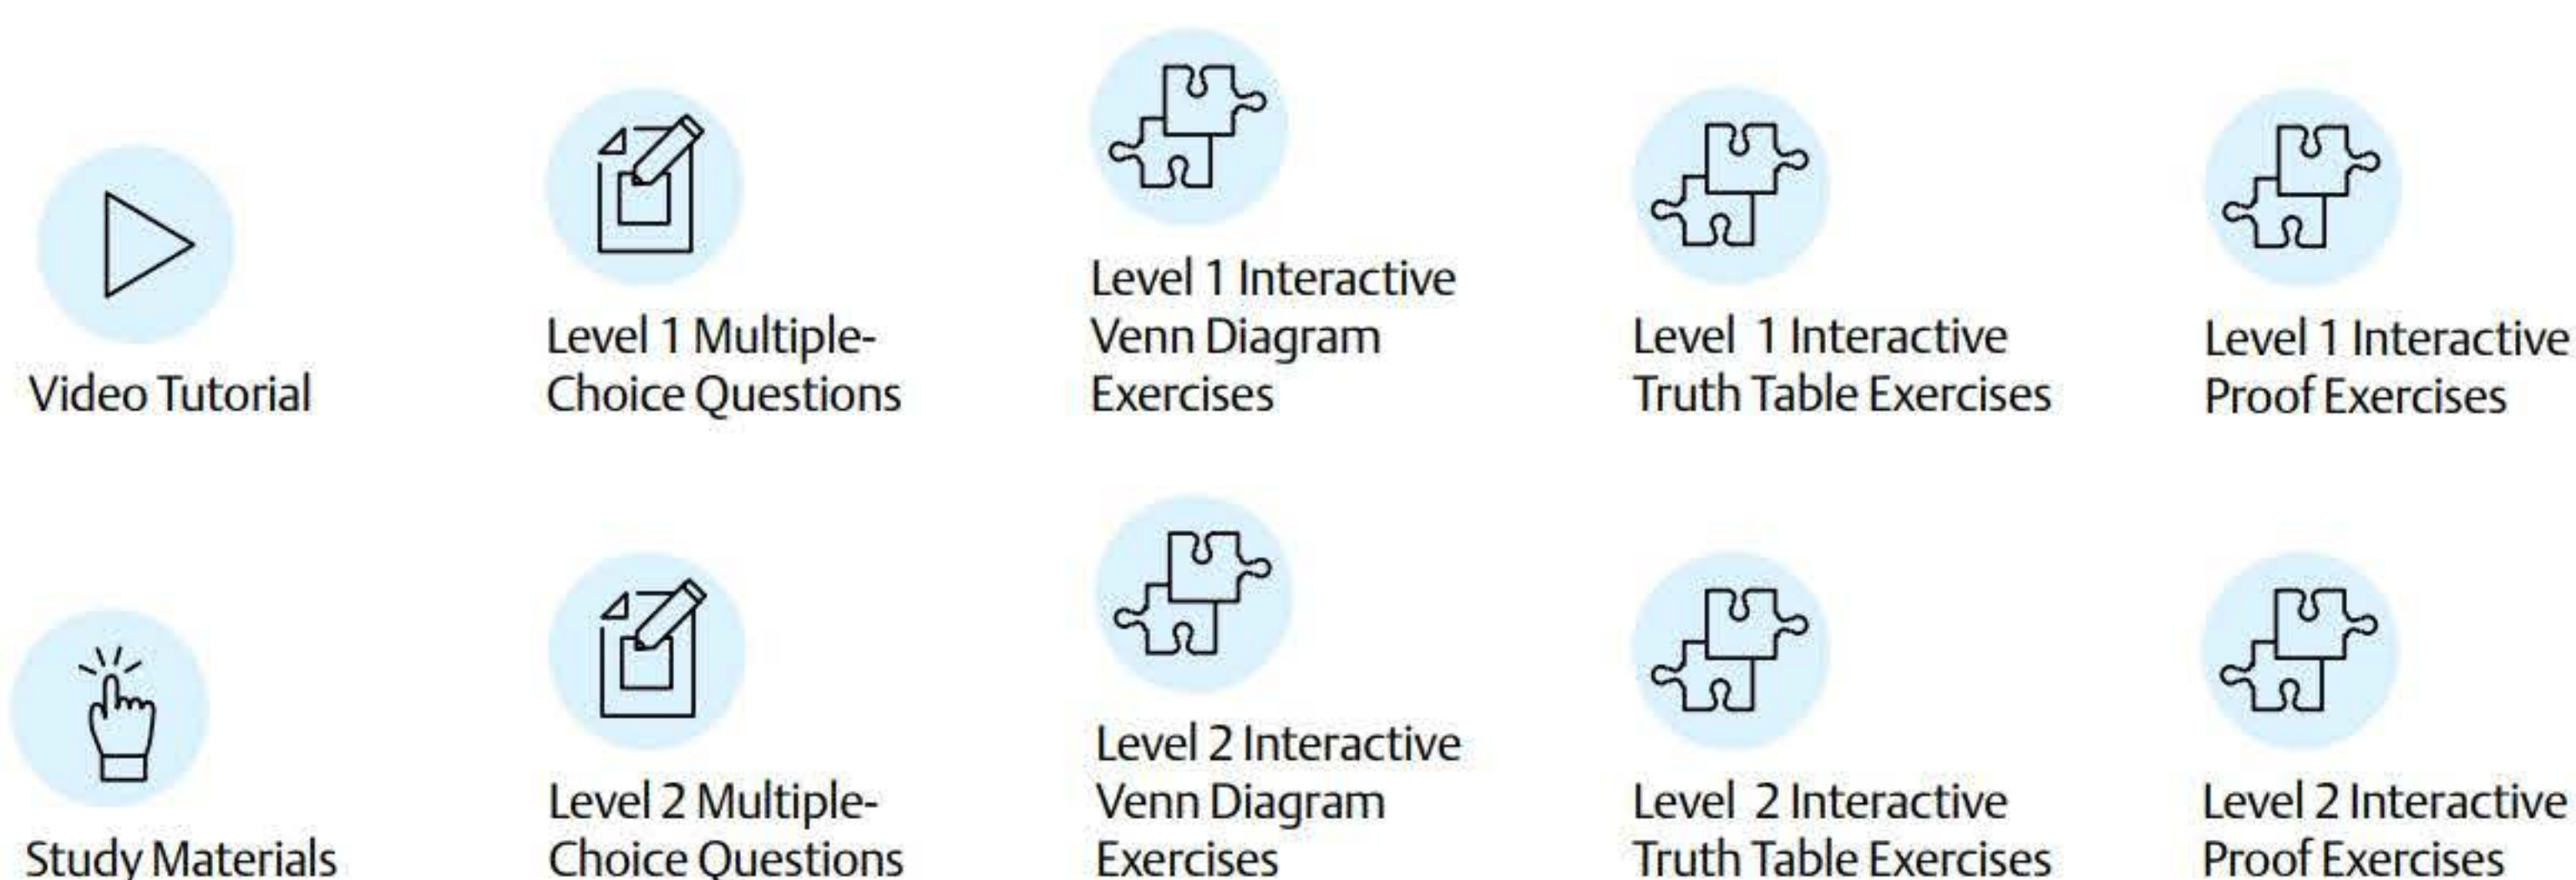 Video Tutorial
Level 1 Multiple-
Choice Questions
Level 1 Interactive
Venn Diagram
Exercises
Level 1 Interactive
Truth Table Exercises
Level 1 Interactive
Proof Exercises
Study Materials
Level 2 Multiple-
Choice Questions
Level 2 Interactive
Venn Diagram
Exercises
Level 2 Interactive
Truth Table Exercises
Level 2 Interactive
Proof Exercises